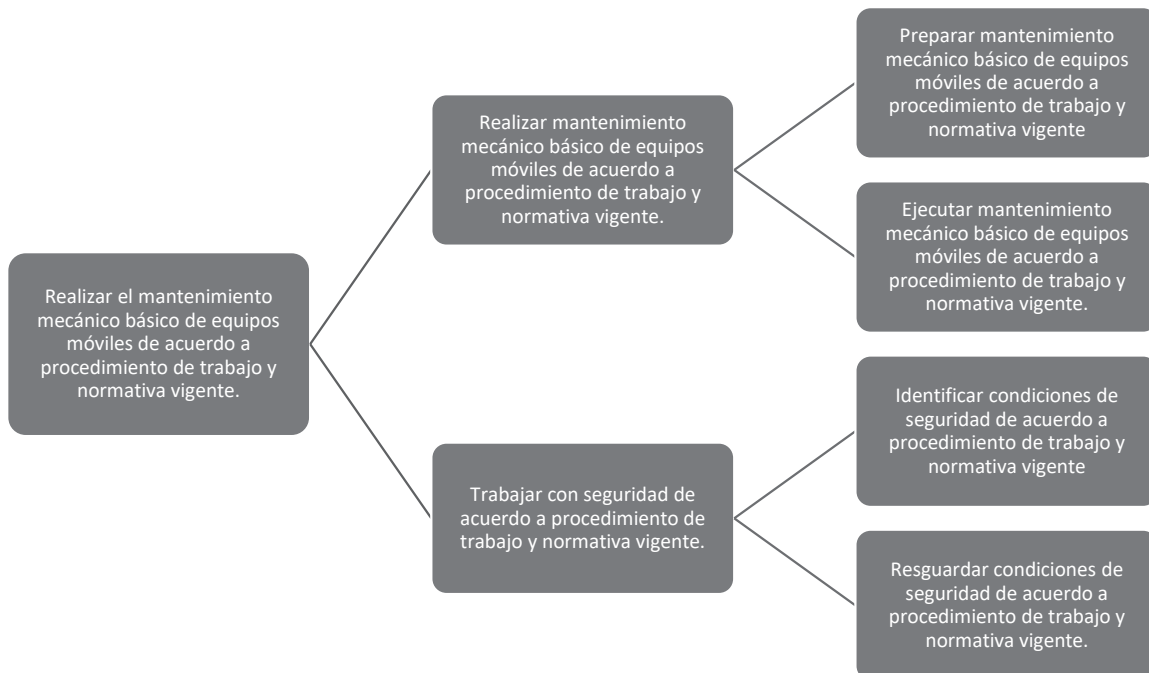 Realizar el mantenimiento
mecánico básico de equipos
móviles de acuerdo a
procedimiento de trabajo y
normativa vigente.
Realizar mantenimiento
mecánico básico de equipos
móviles de acuerdo a
procedimiento de trabajo y
normativa vigente.
Preparar mantenimiento
mecánico básico de equipos
móviles de acuerdo a
procedimiento de trabajo y
normativa vigente
Ejecutar mantenimiento
mecánico básico de equipos
móviles de acuerdo a
procedimiento de trabajo y
normativa vigente.
Trabajar con seguridad de
acuerdo a procedimiento de
trabajo y normativa vigente.
Identificar condiciones de
seguridad de acuerdo a
procedimiento de trabajo y
normativa vigente
Resguardar condiciones de
seguridad de acuerdo a
procedimiento de trabajo y
normativa vigente.